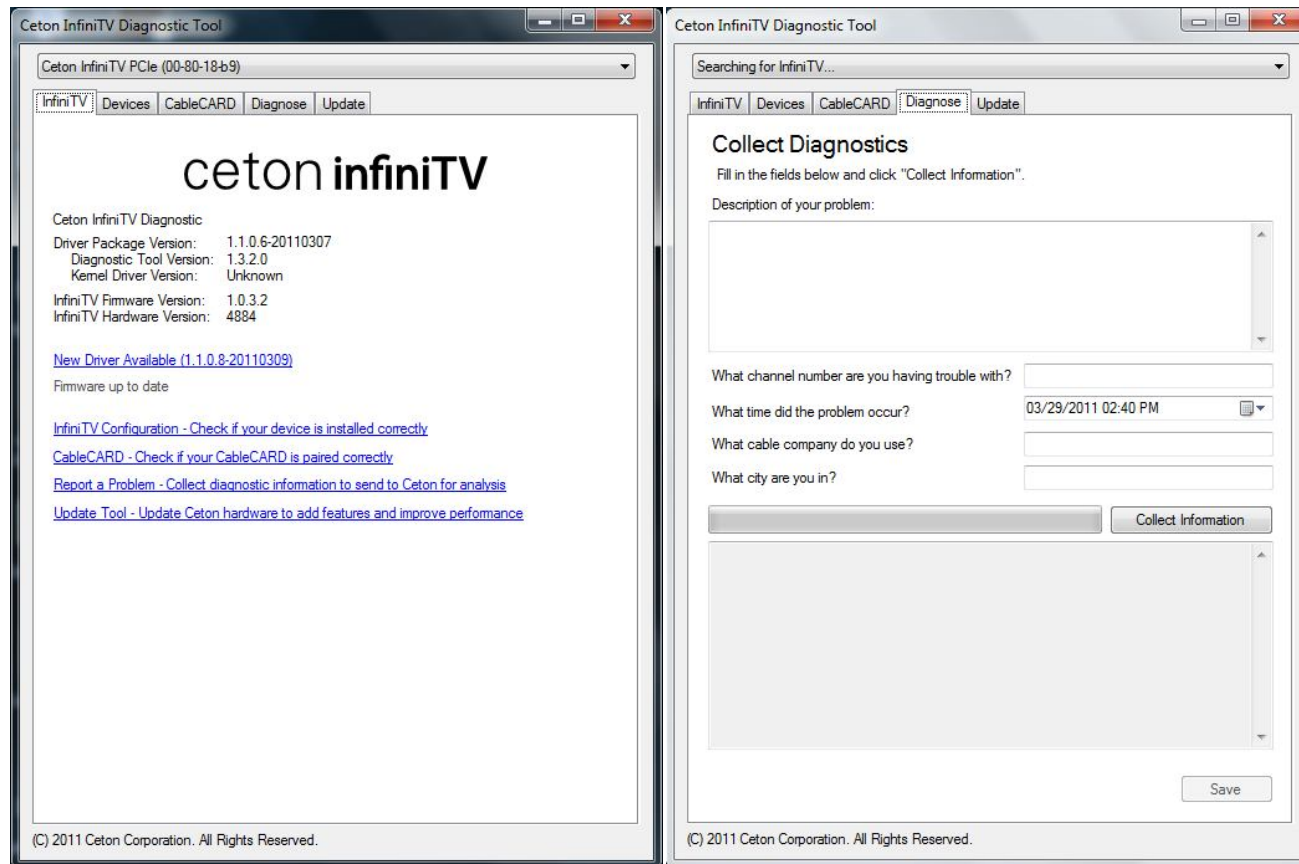 Ceton InfiniTV Diagnostic Tool
Ceton InfiniTV PCIe (00-80-18-b9)
InfiniTV Devices CableCARD Diagnose Update
ceton infiniTV
Ceton InfiniTV Diagnostic
Driver Package Version: 1.1.0.6-20110307
Diagnostic Tool Version: 1.3.2.0
Kernel Driver Version: Unknown
InfiniTV Firmware Version: 1.0.3.2
InfiniTV Hardware Version: 4884
New Driver Available (1.1.0.8-20110309)
Firmware up to date
InfiniTV Configuration - Check if your device is installed correctly
CableCARD - Check if your CableCARD is paired correctly
Report a Problem - Collect diagnostic information to send to Ceton for analysis
Update Tool - Update Ceton hardware to add features and improve performance
(C) 2011 Ceton Corporation. All Rights Reserved.
Ceton InfiniTV Diagnostic Tool
Searching for InfiniTV...
InfiniTV Devices CableCARD Diagnose Update
Collect Diagnostics
Fill in the fields below and click "Collect Information".
Description of your problem:
What channel number are you having trouble with?
What time did the problem occur? 03/29/2011 02:40 PM
What cable company do you use?
What city are you in?
Collect Information
Save
(C) 2011 Ceton Corporation. All Rights Reserved.